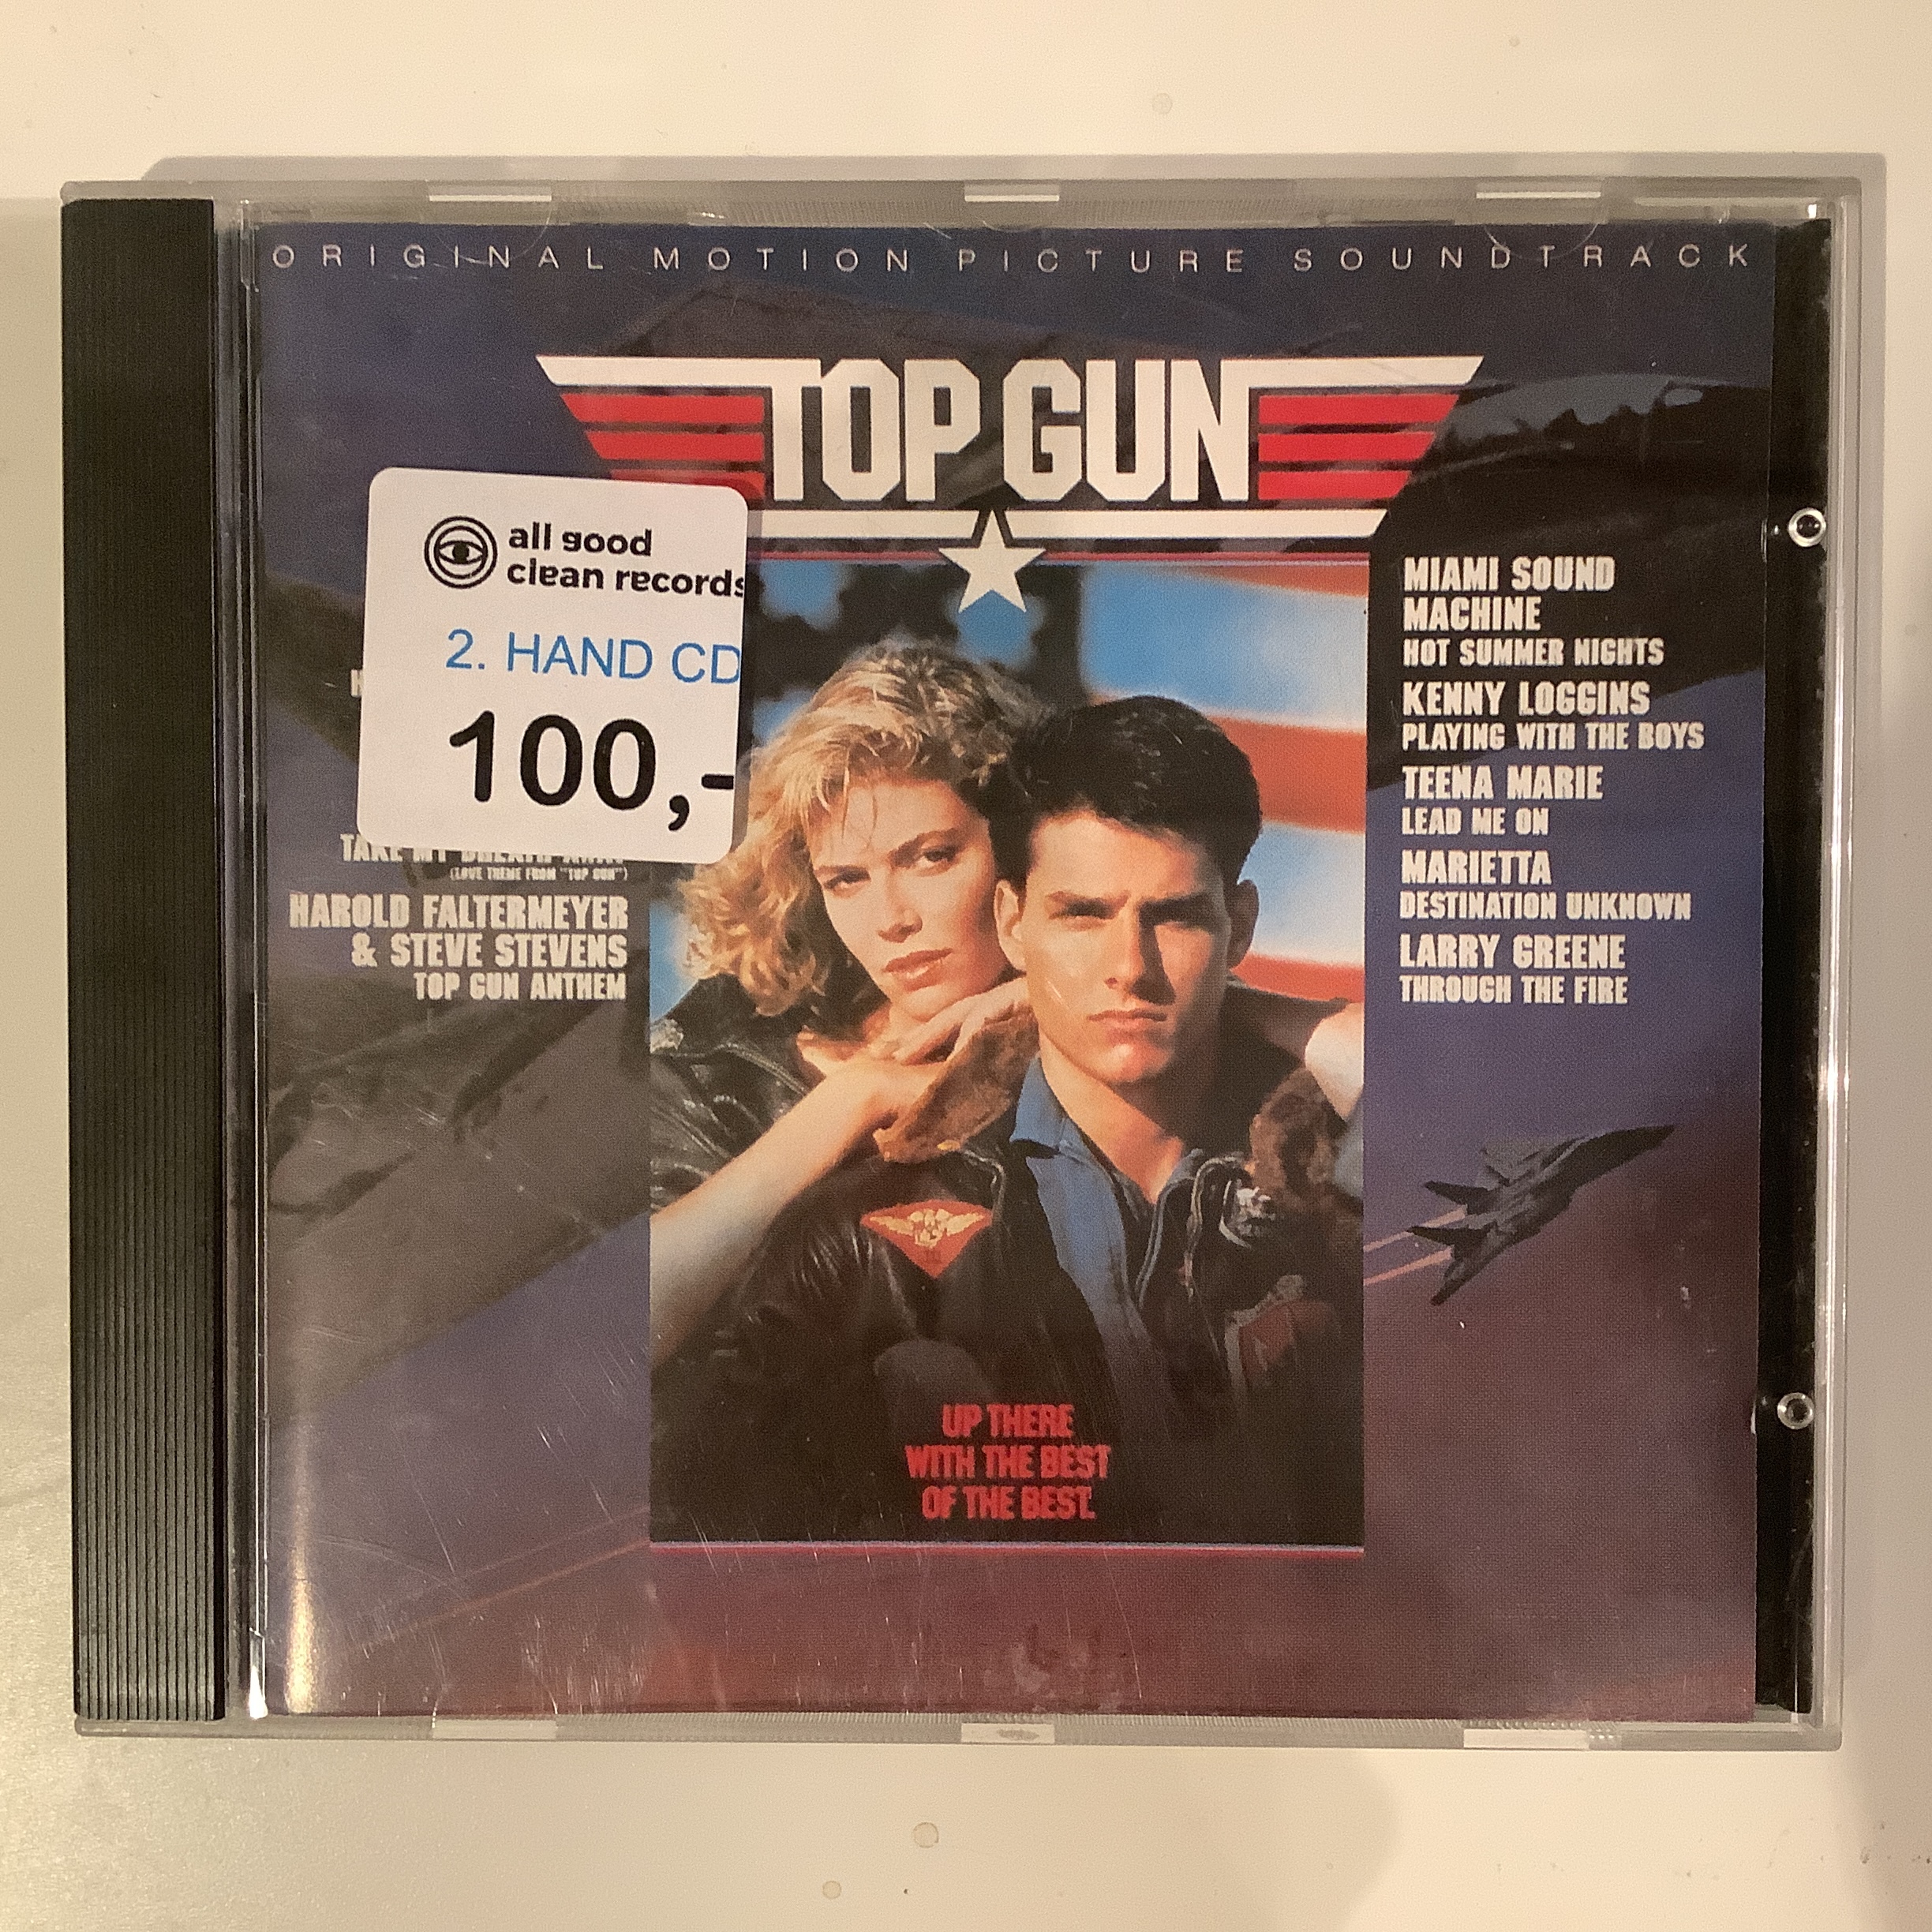 ORIGINAL MOTION PICTURE SOUNDTRACK
TOP GUN
all good
clean records
2. HAND CD
100,-
(LOVE THEME FROM "TOP GUN")
HAROLD FALTERMEYER
& STEVE STEVENS
TOP GUN ANTHEM
MIAMI SOUND
MACHINE
HOT SUMMER NIGHTS
KENNY LOGGINS
PLAYING WITH THE BOYS
TEENA MARIE
LEAD ME ON
MARIETTA
DESTINATION UNKNOWN
LARRY GREENE
THROUGH THE FIRE
UP THERE
WITH THE BEST
OF THE BEST.